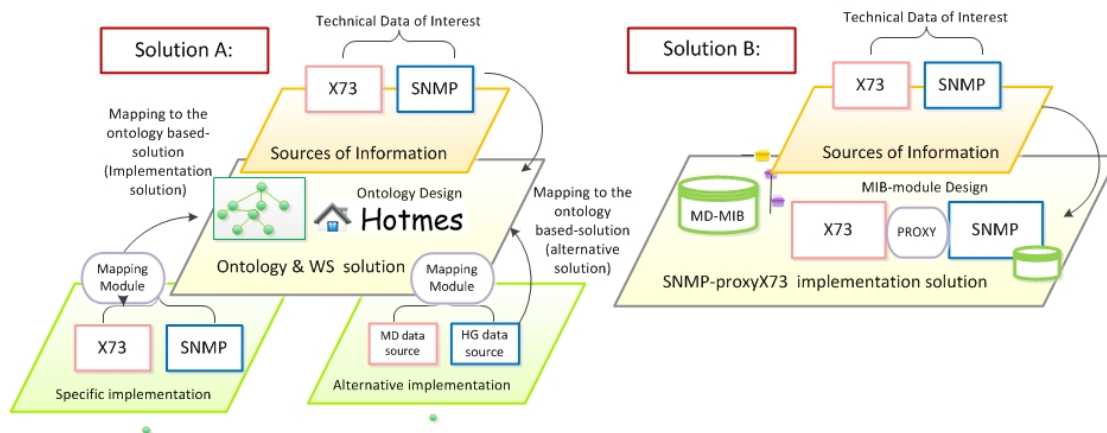 Technical Data of Interest
Solution A:
X73
SNMP
Mapping to
the ontology
based-
solution
(Implementation
solution)
Sources of Information
Ontology Design
Hotmes
Mapping to the
ontology
based-solution
(alternative
solution)
Ontology & WS solution
Mapping
Module
Mapping
Module
X73
SNMP
MD data
source
HG data
source
Specific implementation
Alternative implementation
Technical Data of Interest
Solution B:
X73
SNMP
Sources of Information
MIB-module Design
MD-MIB
X73
PROXY
SNMP
SNMP-proxyX73 implementation solution